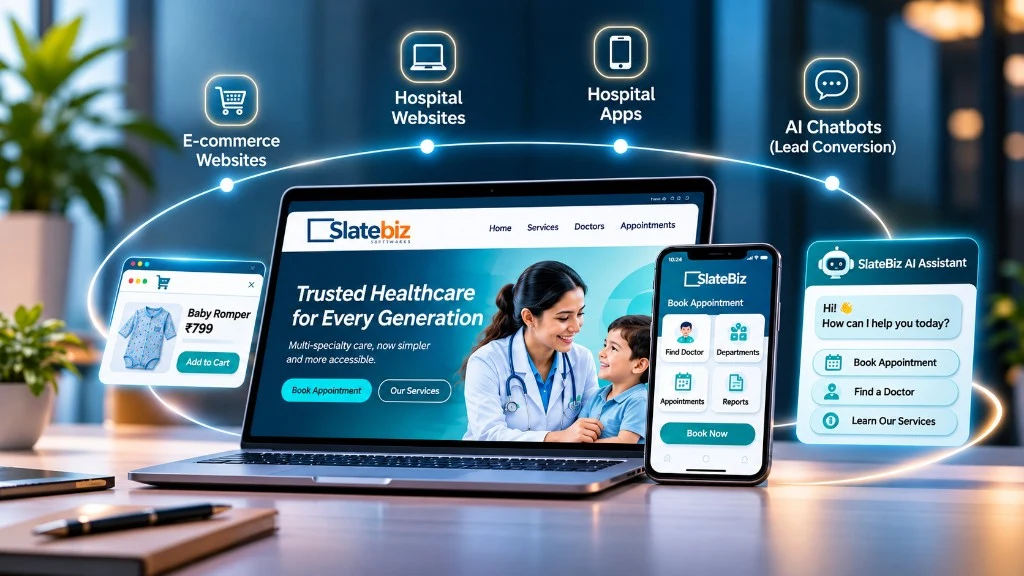 E-commerce
Websites
Hospital
Websites
Hospital
Apps
AI Chatbots
(Lead Conversion)
Slatebiz
SOFTWARES
Home Services Doctors Appointments
Trusted Healthcare
for Every Generation
Multi-specialty care, now simpler
and more accessible.
Book Appointment Our Services
Baby Romper
₹799
Add to Cart
10:24
SlateBiz
Book Appointment
Find Doctor Departments
Appointments Reports
Book Now
SlateBiz AI Assistant
Hi! 👋
How can I help you today?
Book Appointment
Find a Doctor
Learn Our Services